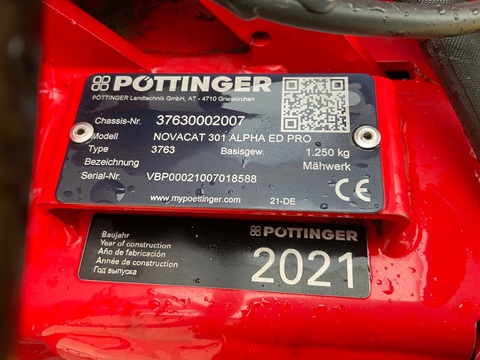 PÖTTINGER
PÖTTINGER Landtechnik GmbH, AT - 4710 Grieskirchen
Chassis-Nr. 37630002007
Modell NOVACAT 301 ALPHA ED PRO
Type 3763 Basisgew. 1.250 kg
Bezeichnung Mähwerk
Serial-Nr. VBP00021007018588
CE
www.mypoettinger.com 21-DE
PÖTTINGER
Baujahr
Year of construction
Año de fabricación
Année de construction
Год выпуска
2021